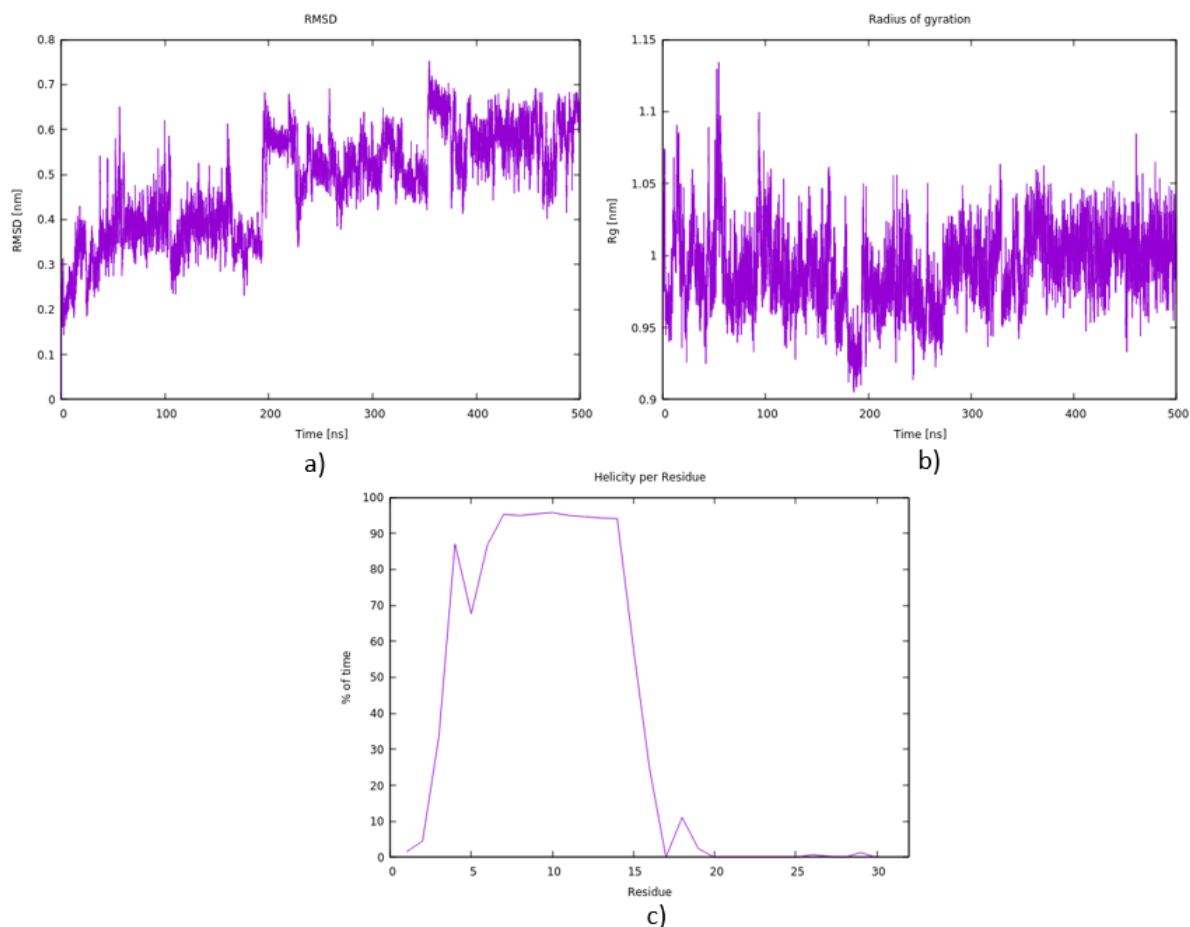 RMSD
0.8
0.7
0.6
0.5
0.4
0.3
0.2
0.1
0
RMSD [nm]
0 100 200 300 400 500
Time [ns]
a)
Radius of gyration
1.15
1.1
1.05
1
0.95
0.9
Rg [nm]
0 100 200 300 400 500
Time [ns]
b)
Helicity per Residue
100
90
80
70
60
50
40
30
20
10
0
% of time
0 5 10 15 20 25 30
Residue
c)